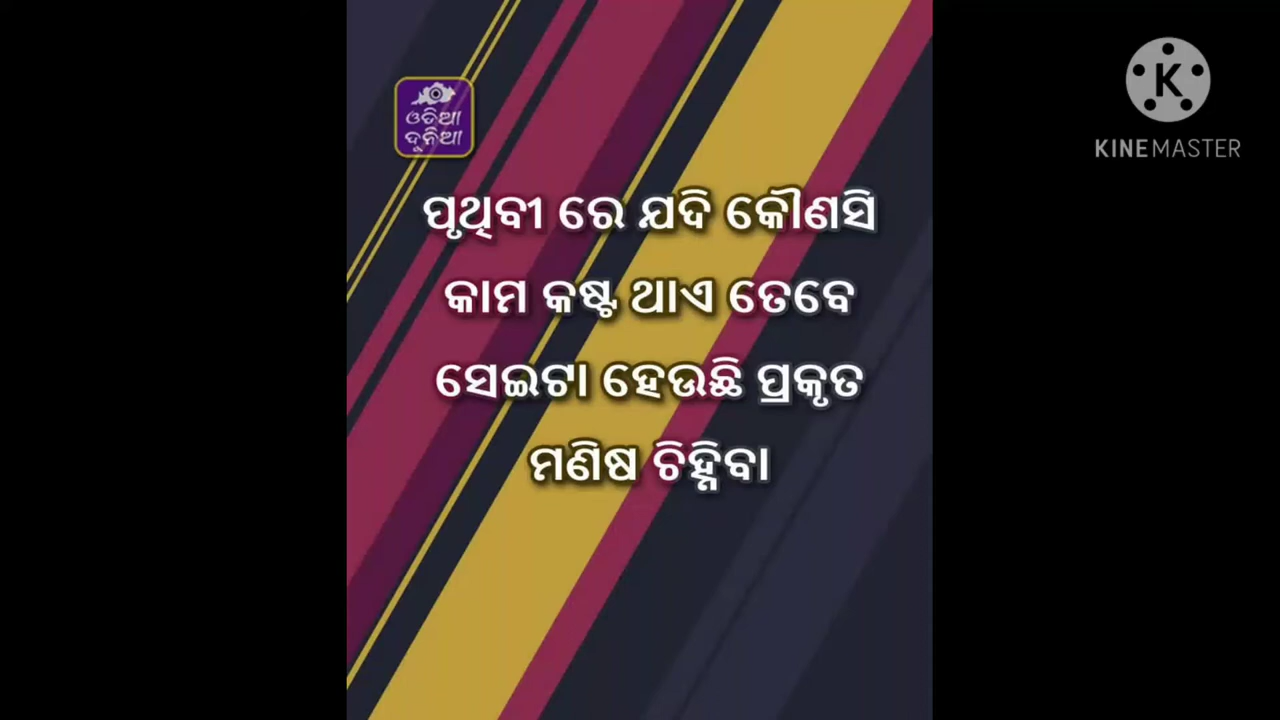 ଓଡିଆ
ଦୁନିଆ
KINEMASTER
ପୃଥିବୀ ରେ ଯଦି କୌଣସି
କାମ କଷ୍ଟ ଥାଏ ତେବେ
ସେଇଟା ହେଉଛି ପ୍ରକୃତ
ମଣିଷ ଚିହ୍ନିବା